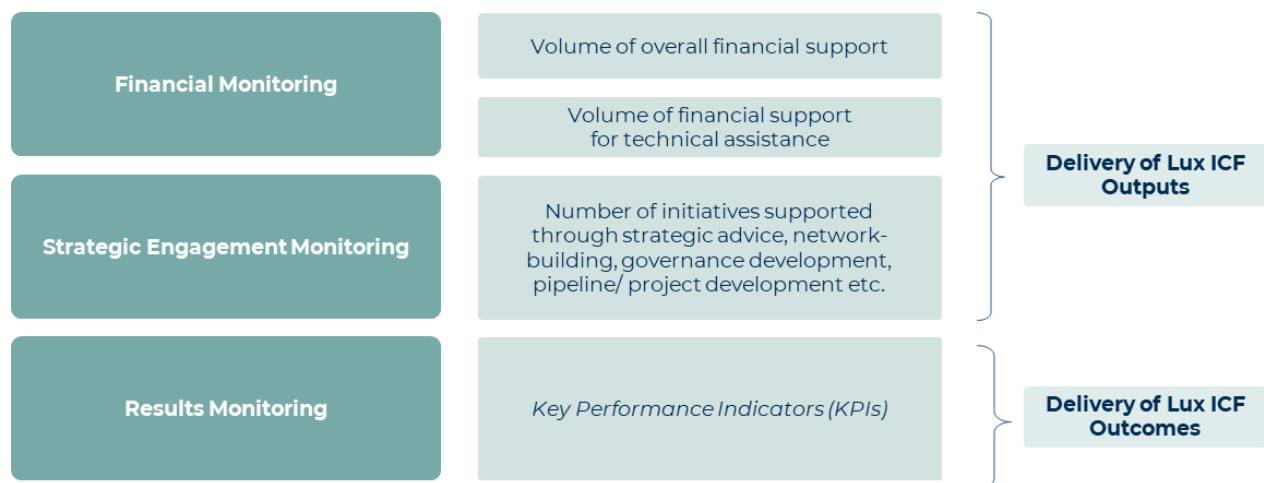 Financial Monitoring
Volume of overall financial support
Volume of financial support
for technical assistance
Strategic Engagement Monitoring
Number of initiatives supported
through strategic advice, network-
building, governance development,
pipeline/ project development etc.
Delivery of Lux ICF
Outputs
Results Monitoring
Key Performance Indicators (KPIs)
Delivery of Lux ICF
Outcomes